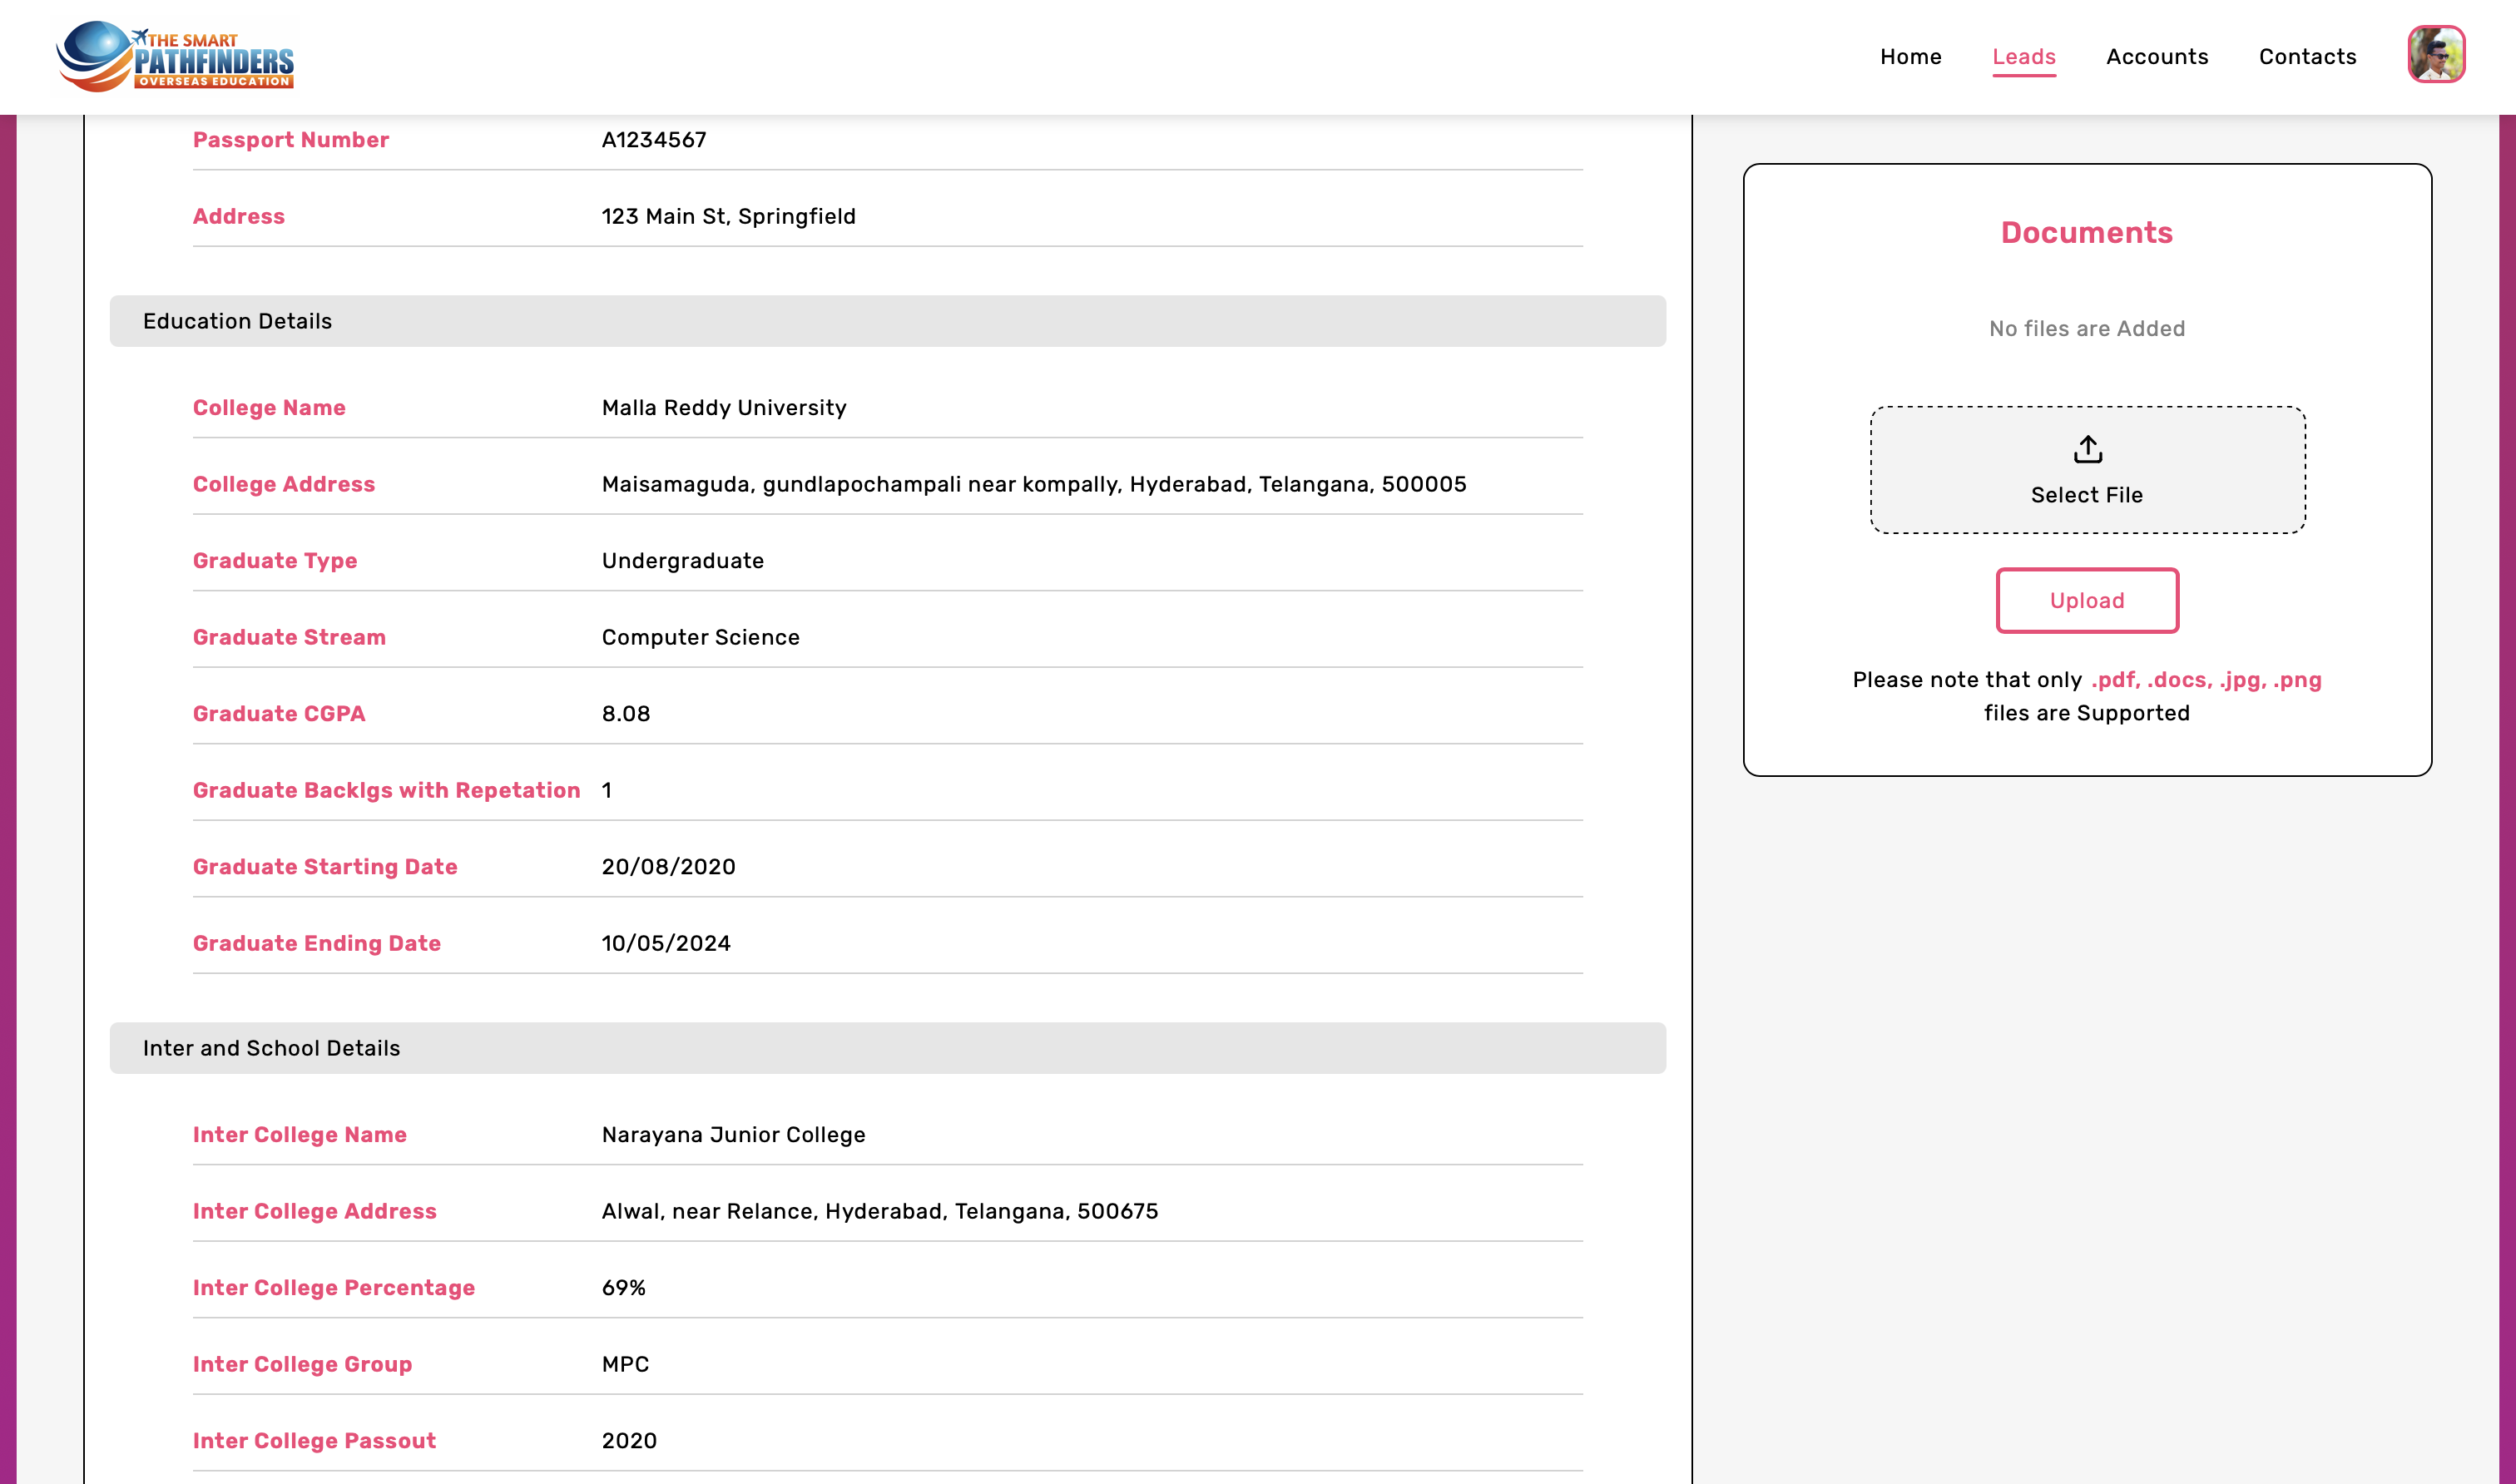 THE SMART
PATHFINDERS
OVERSEAS EDUCATION
Home Leads Accounts Contacts
Passport Number A1234567
Address 123 Main St, Springfield
Education Details
College Name Malla Reddy University
College Address Maisamaguda, gundlapochampali near kompally, Hyderabad, Telangana, 500005
Graduate Type Undergraduate
Graduate Stream Computer Science
Graduate CGPA 8.08
Graduate Backlgs with Repetation 1
Graduate Starting Date 20/08/2020
Graduate Ending Date 10/05/2024
Inter and School Details
Inter College Name Narayana Junior College
Inter College Address Alwal, near Relance, Hyderabad, Telangana, 500675
Inter College Percentage 69%
Inter College Group MPC
Inter College Passout 2020
Documents
No files are Added
Select File
Upload
Please note that only .pdf, .docs, .jpg, .png
files are Supported